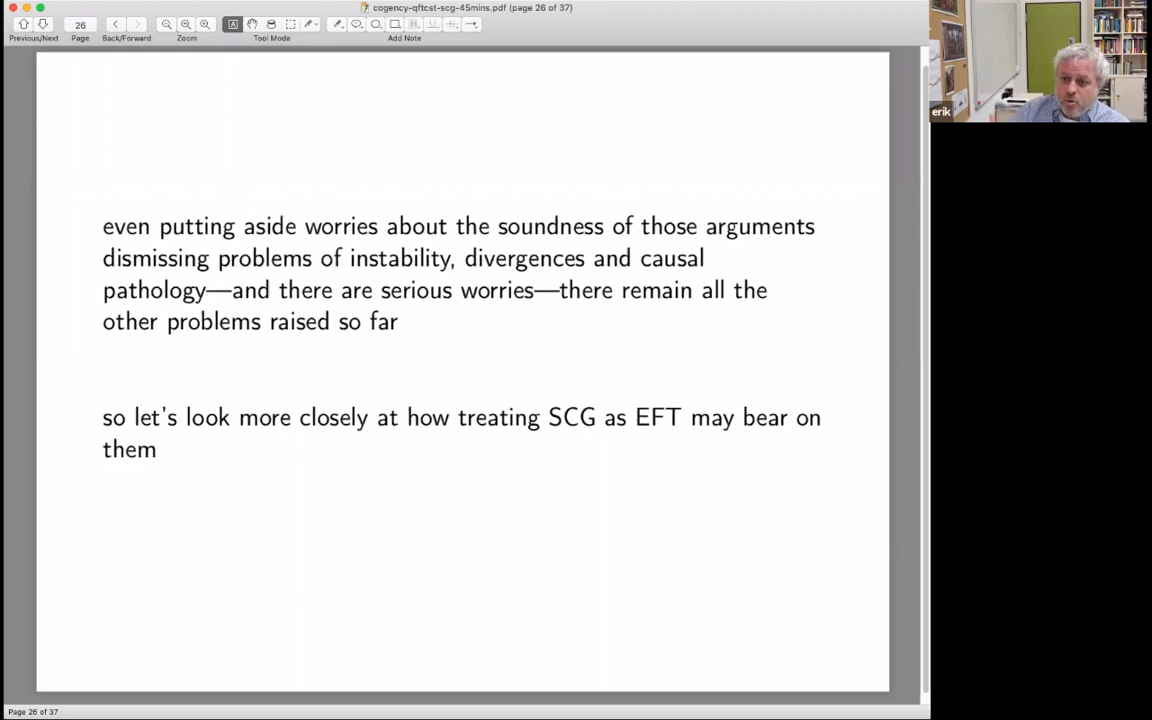 cogency-qftcst-scg-45mins.pdf (page 26 of 37)
26
Previous/Next Page Back/Forward Zoom Tool Mode Add Note
even putting aside worries about the soundness of those arguments
dismissing problems of instability, divergences and causal
pathology—and there are serious worries—there remain all the
other problems raised so far
so let's look more closely at how treating SCG as EFT may bear on
them
Page 26 of 37
erik